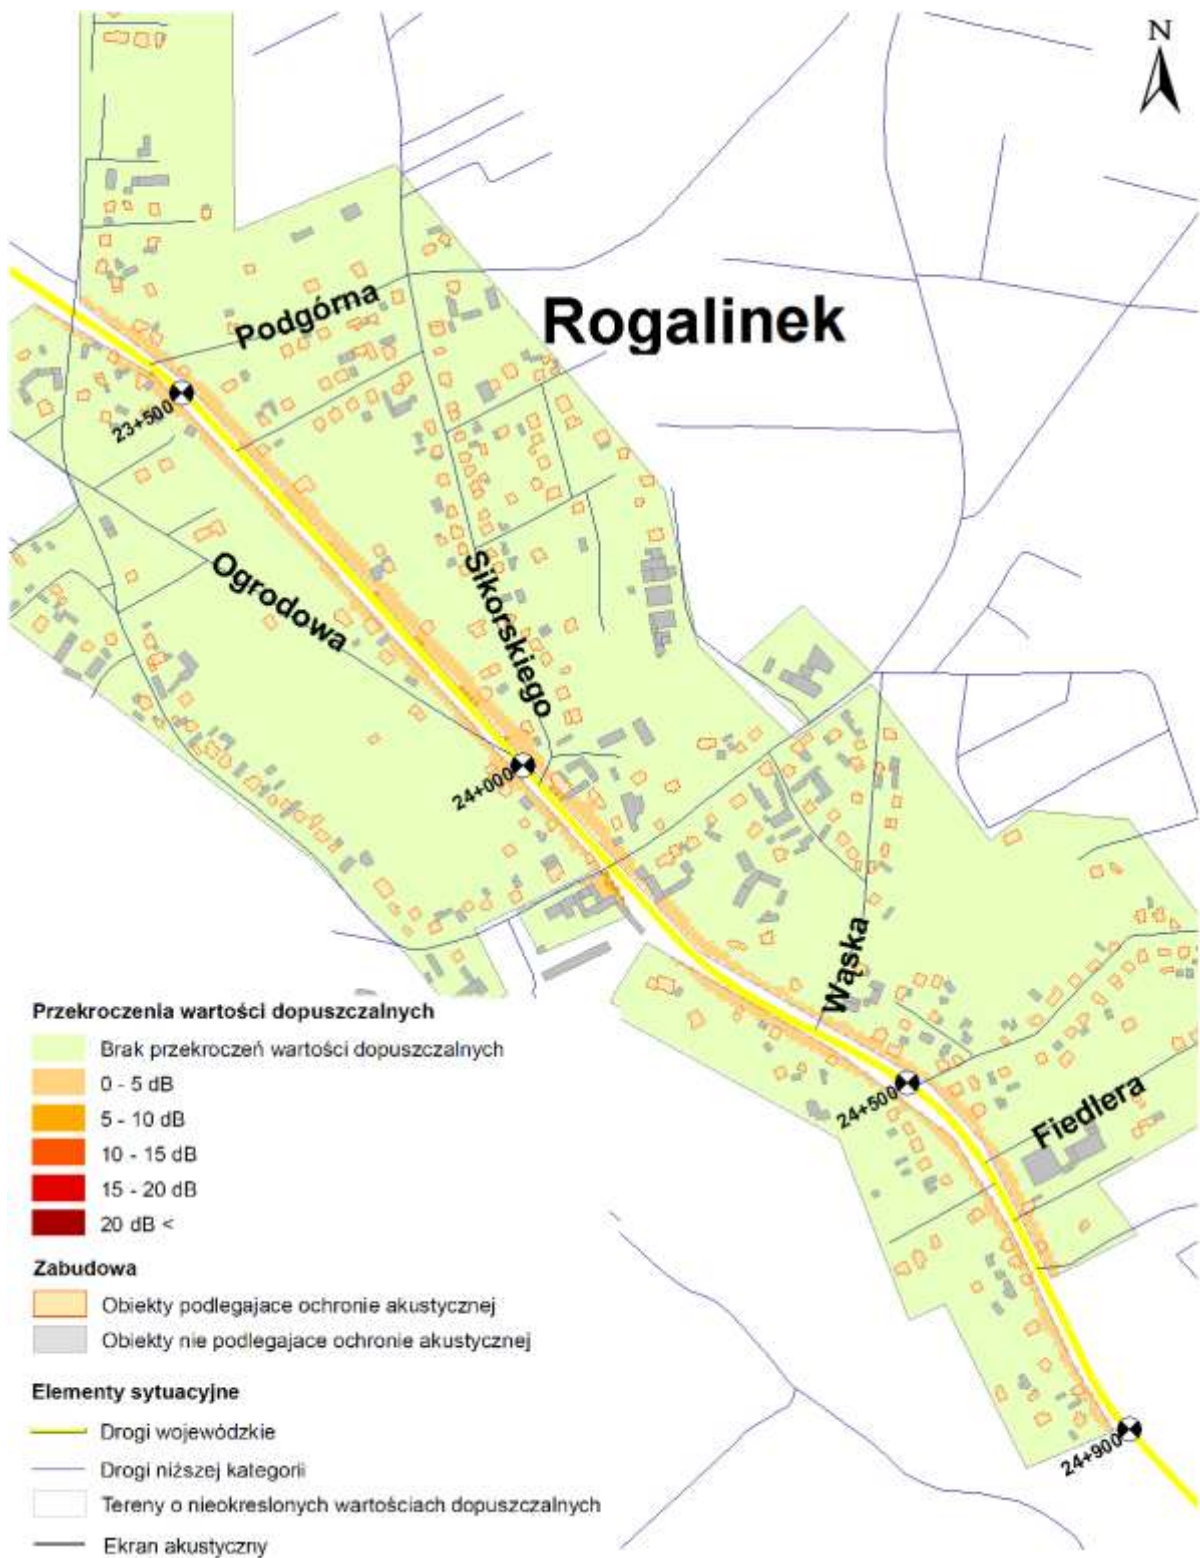 N
Podgórna
Rogalinek
23+500
Ogrodowa
Sikorskiego
24+000
Wąska
24+500
Fiedlera
24+900
Przekroczenia wartości dopuszczalnych
Brak przekroczeń wartości dopuszczalnych
0 - 5 dB
5 - 10 dB
10 - 15 dB
15 - 20 dB
20 dB <
Zabudowa
Obiekty podlegajace ochronie akustycznej
Obiekty nie podlegajace ochronie akustycznej
Elementy sytuacyjne
Drogi wojewódzkie
Drogi niższej kategorii
Tereny o nieokreslonych wartościach dopuszczalnych
Ekran akustyczny